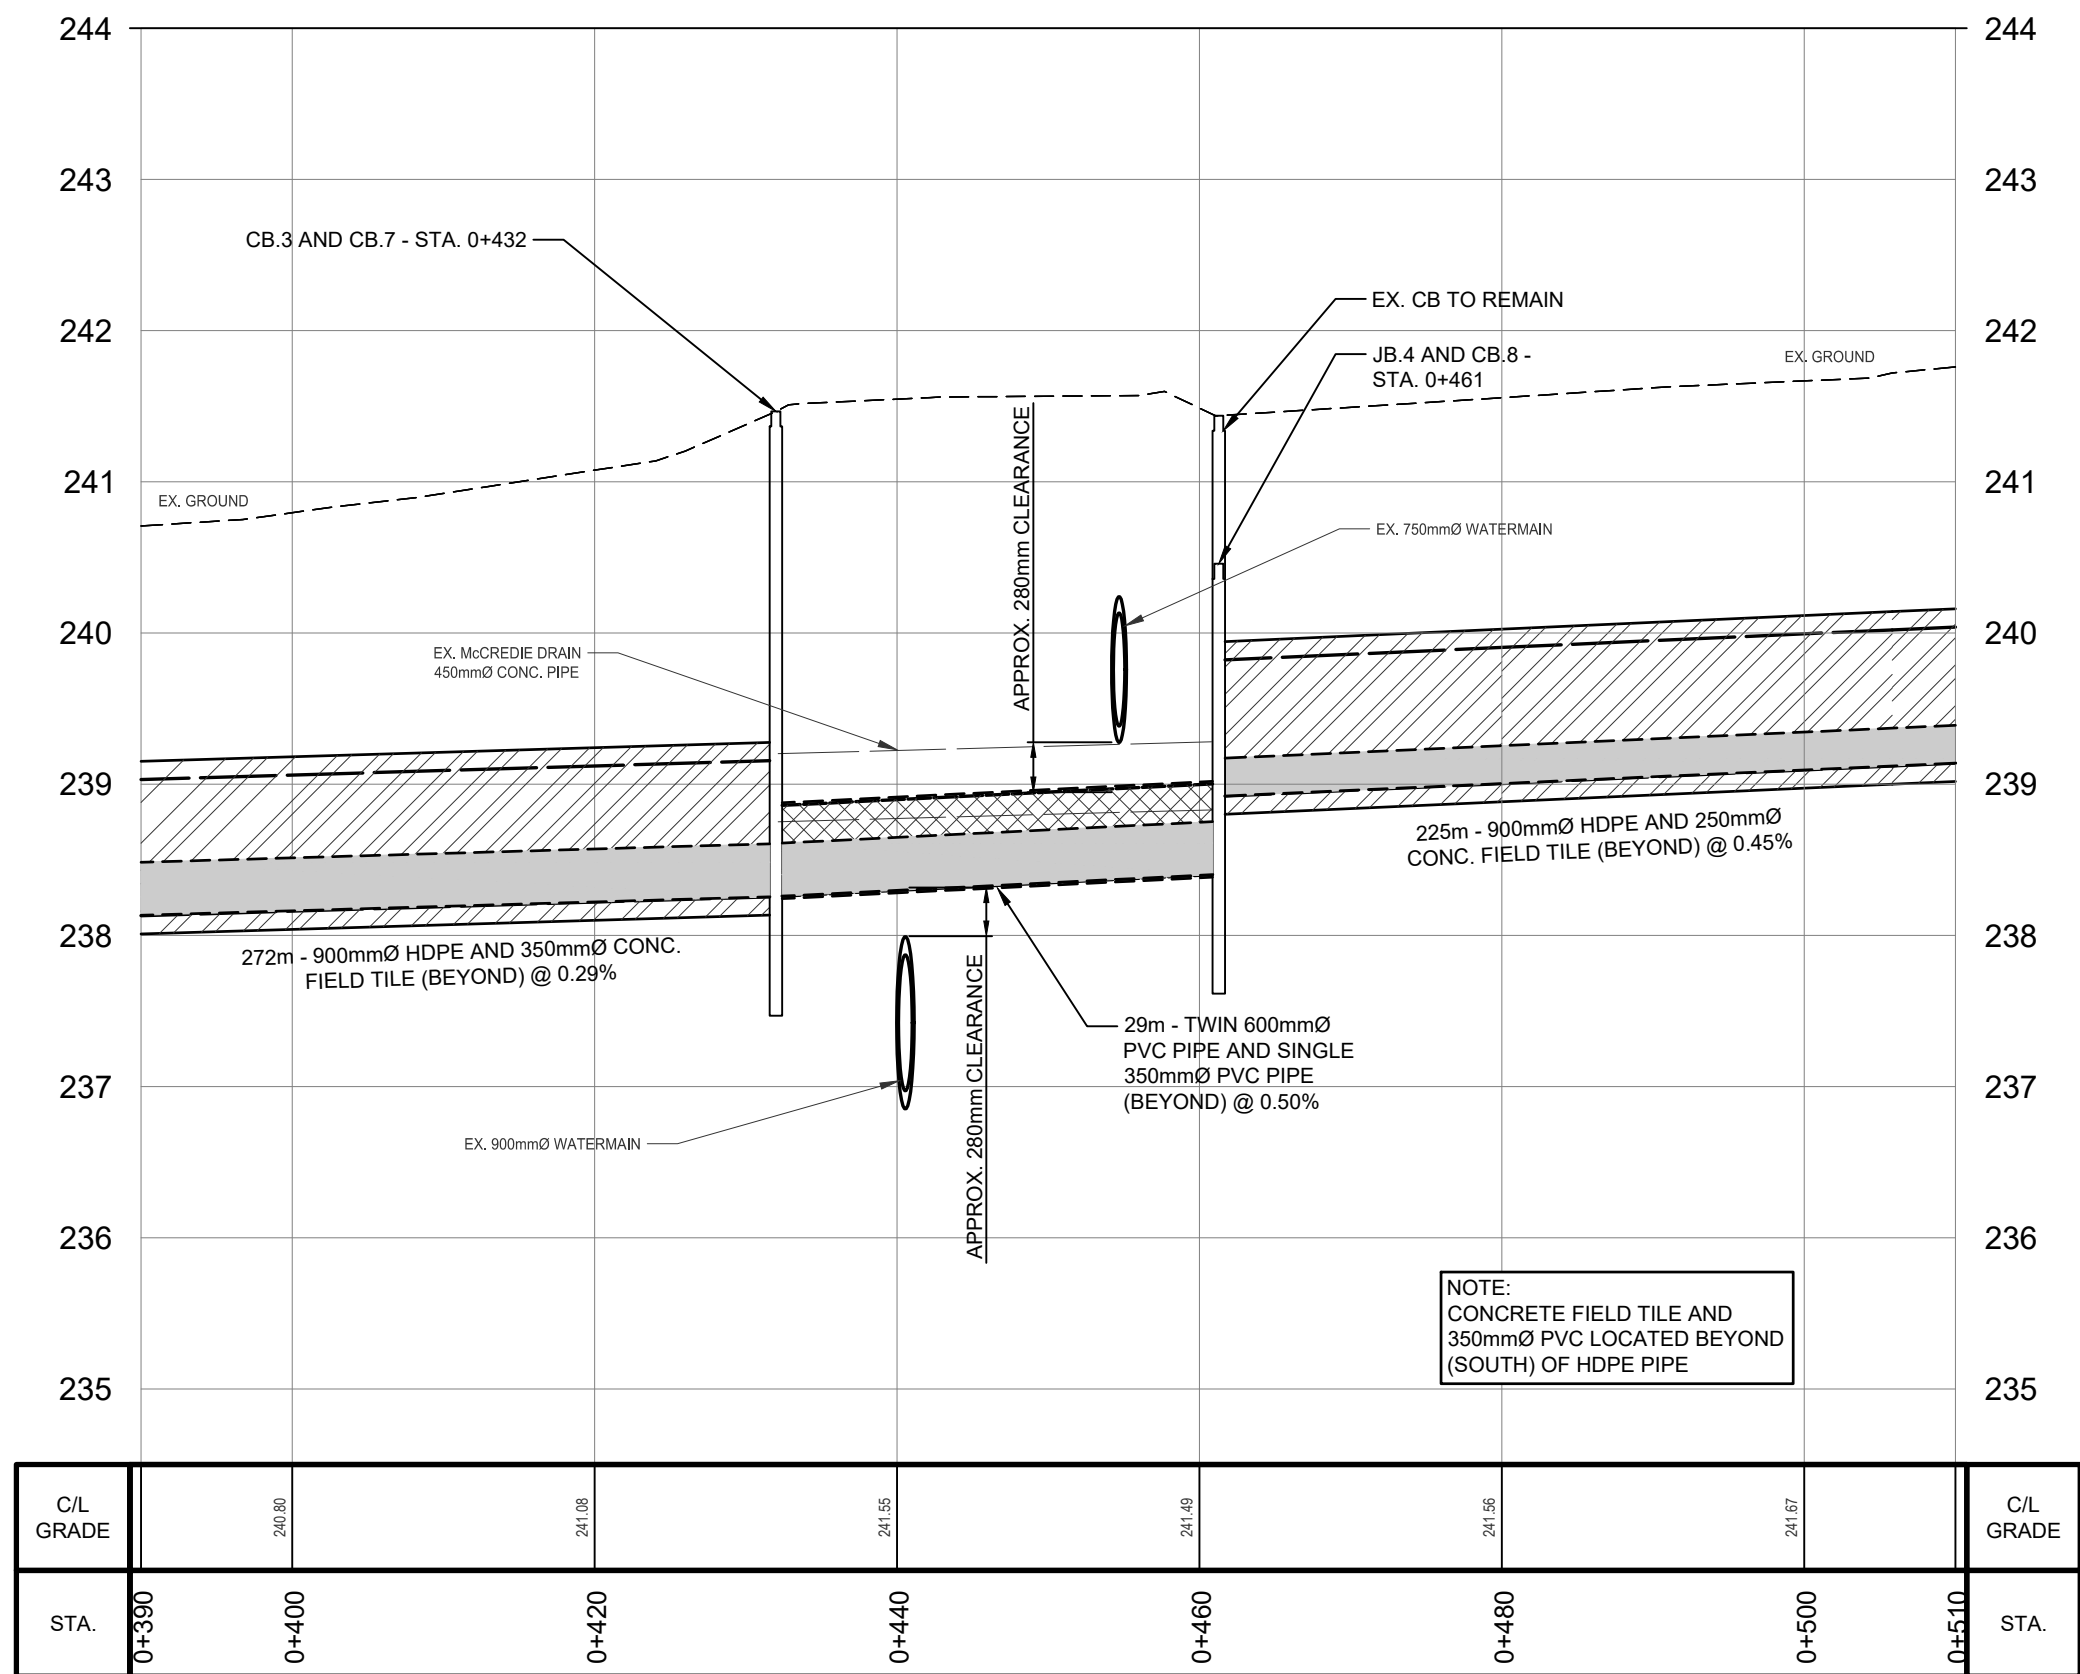 244
244
243
243
CB.3 AND CB.7 - STA. 0+432
EX. CB TO REMAIN
242
242
JB.4 AND CB.8 -
STA. 0+461
EX. GROUND
241
241
EX. GROUND
APPROX. 280mm CLEARANCE
EX. 750mmØ WATERMAIN
240
240
EX. McCREDIE DRAIN
450mmØ CONC. PIPE
239
239
225m - 900mmØ HDPE AND 250mmØ
CONC. FIELD TILE (BEYOND) @ 0.45%
238
238
272m - 900mmØ HDPE AND 350mmØ CONC.
FIELD TILE (BEYOND) @ 0.29%
APPROX. 280mm CLEARANCE
29m - TWIN 600mmØ
PVC PIPE AND SINGLE
350mmØ PVC PIPE
(BEYOND) @ 0.50%
237
237
EX. 900mmØ WATERMAIN
236
236
NOTE:
CONCRETE FIELD TILE AND
350mmØ PVC LOCATED BEYOND
(SOUTH) OF HDPE PIPE
235
235
C/L
GRADE
240.80
241.08
241.55
241.49
241.56
241.67
C/L
GRADE
STA.
0+390
0+400
0+420
0+440
0+460
0+480
0+500
0+510
STA.